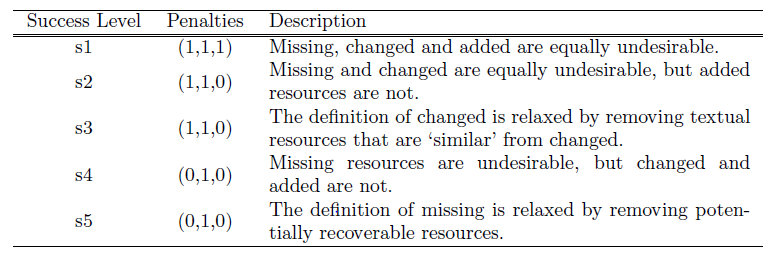 Success Level Penalties Description
s1 (1,1,1) Missing, changed and added are equally undesirable.
s2 (1,1,0) Missing and changed are equally undesirable, but added
resources are not.
s3 (1,1,0) The definition of changed is relaxed by removing textual
resources that are ‘similar’ from changed.
s4 (0,1,0) Missing resources are undesirable, but changed and
added are not.
s5 (0,1,0) The definition of missing is relaxed by removing poten-
tially recoverable resources.